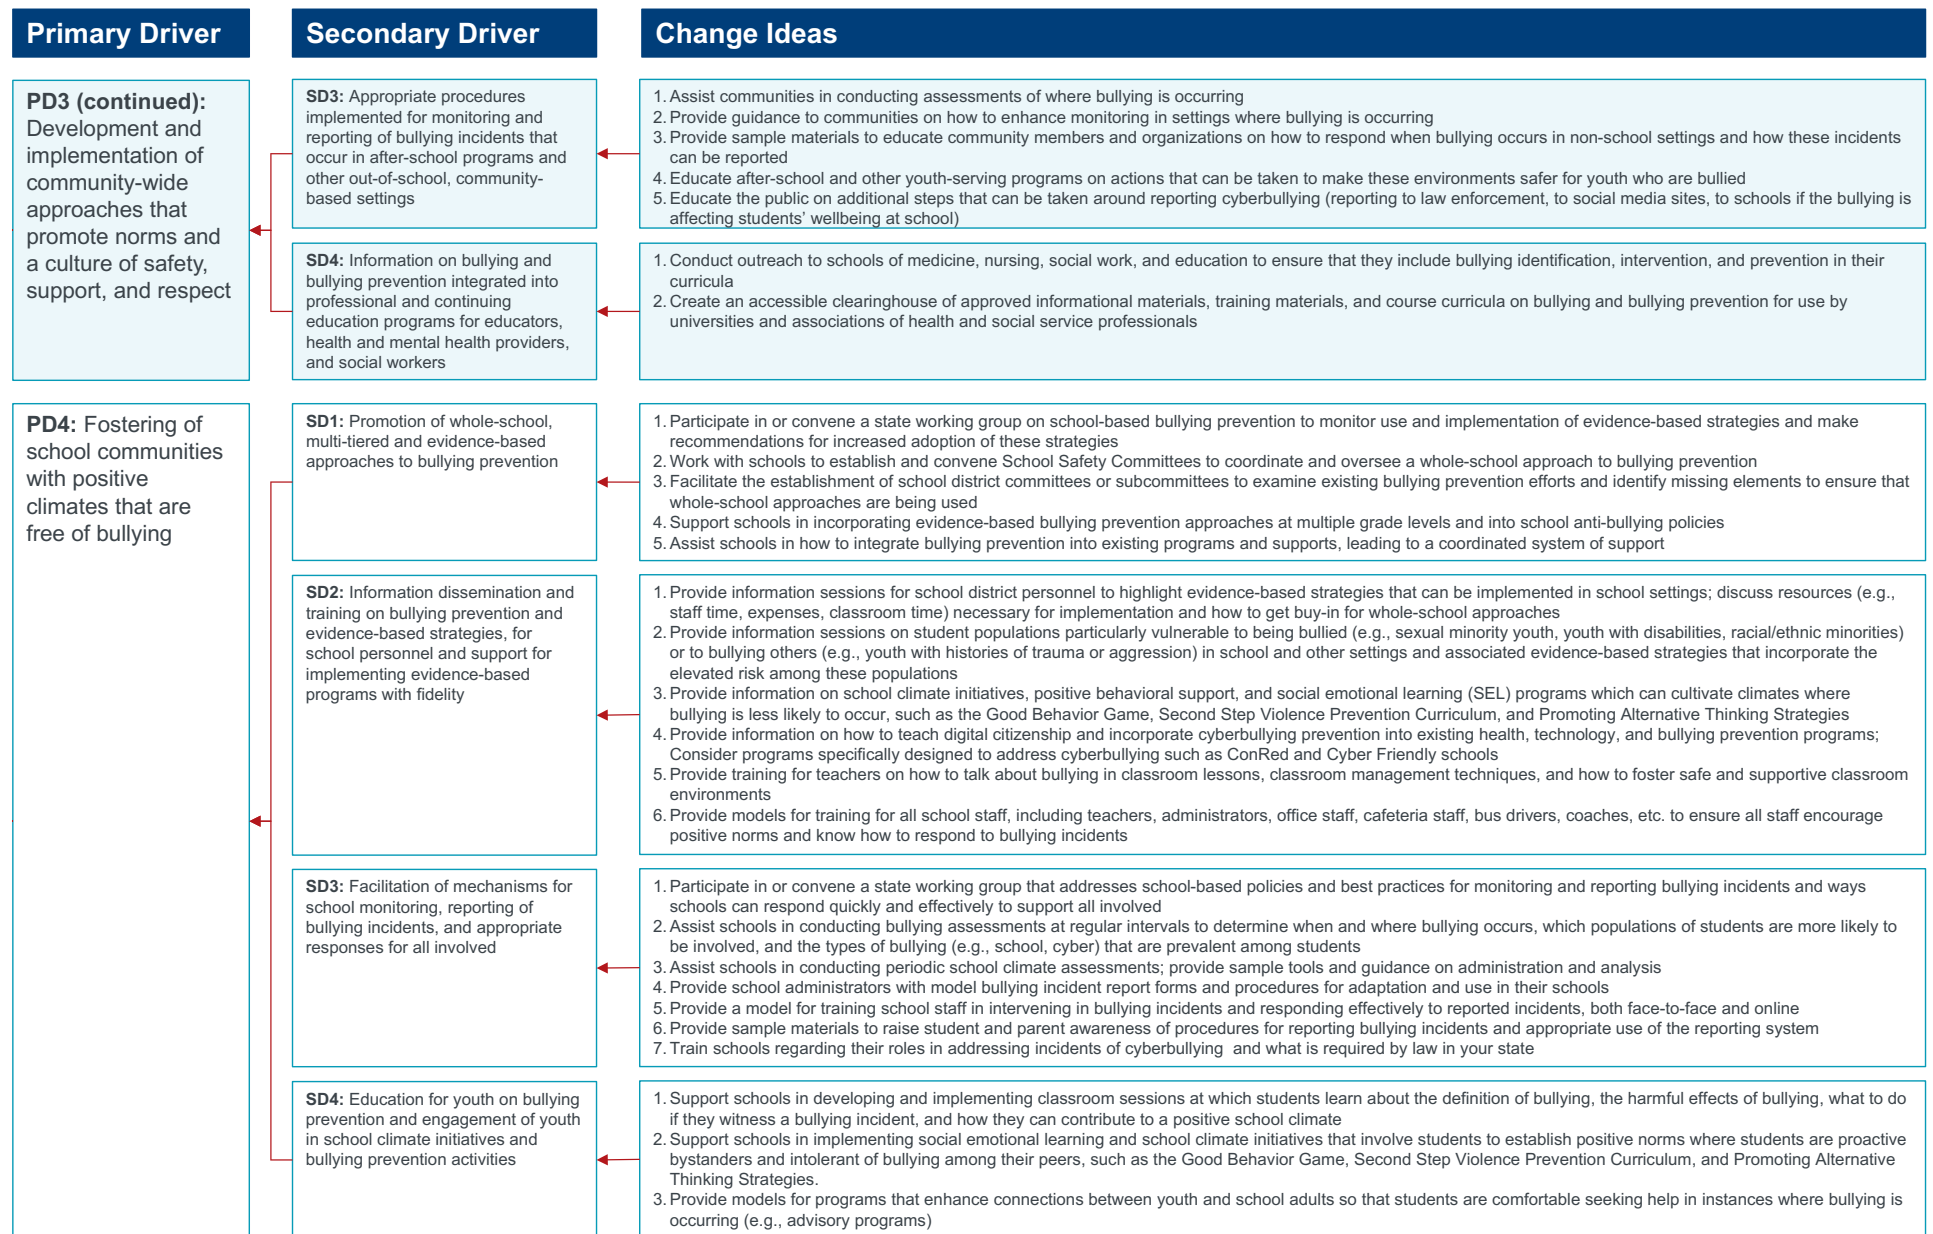 Primary Driver
Secondary Driver
Change Ideas
PD3 (continued):
Development and
implementation of
community-wide
approaches that
promote norms and
a culture of safety,
support, and respect
SD3: Appropriate procedures
implemented for monitoring and
reporting of bullying incidents that
occur in after-school programs and
other out-of-school, community-
based settings
1. Assist communities in conducting assessments of where bullying is occurring
2. Provide guidance to communities on how to enhance monitoring in settings where bullying is occurring
3. Provide sample materials to educate community members and organizations on how to respond when bullying occurs in non-school settings and how these incidents
can be reported
4. Educate after-school and other youth-serving programs on actions that can be taken to make these environments safer for youth who are bullied
5. Educate the public on additional steps that can be taken around reporting cyberbullying (reporting to law enforcement, to social media sites, to schools if the bullying is
affecting students’ wellbeing at school)
SD4: Information on bullying and
bullying prevention integrated into
professional and continuing
education programs for educators,
health and mental health providers,
and social workers
1. Conduct outreach to schools of medicine, nursing, social work, and education to ensure that they include bullying identification, intervention, and prevention in their
curricula
2. Create an accessible clearinghouse of approved informational materials, training materials, and course curricula on bullying and bullying prevention for use by
universities and associations of health and social service professionals
PD4: Fostering of
school communities
with positive
climates that are
free of bullying
SD1: Promotion of whole-school,
multi-tiered and evidence-based
approaches to bullying prevention
1. Participate in or convene a state working group on school-based bullying prevention to monitor use and implementation of evidence-based strategies and make
recommendations for increased adoption of these strategies
2. Work with schools to establish and convene School Safety Committees to coordinate and oversee a whole-school approach to bullying prevention
3. Facilitate the establishment of school district committees or subcommittees to examine existing bullying prevention efforts and identify missing elements to ensure that
whole-school approaches are being used
4. Support schools in incorporating evidence-based bullying prevention approaches at multiple grade levels and into school anti-bullying policies
5. Assist schools in how to integrate bullying prevention into existing programs and supports, leading to a coordinated system of support
SD2: Information dissemination and
training on bullying prevention and
evidence-based strategies, for
school personnel and support for
implementing evidence-based
programs with fidelity
1. Provide information sessions for school district personnel to highlight evidence-based strategies that can be implemented in school settings; discuss resources (e.g.,
staff time, expenses, classroom time) necessary for implementation and how to get buy-in for whole-school approaches
2. Provide information sessions on student populations particularly vulnerable to being bullied (e.g., sexual minority youth, youth with disabilities, racial/ethnic minorities)
or to bullying others (e.g., youth with histories of trauma or aggression) in school and other settings and associated evidence-based strategies that incorporate the
elevated risk among these populations
3. Provide information on school climate initiatives, positive behavioral support, and social emotional learning (SEL) programs which can cultivate climates where
bullying is less likely to occur, such as the Good Behavior Game, Second Step Violence Prevention Curriculum, and Promoting Alternative Thinking Strategies
4. Provide information on how to teach digital citizenship and incorporate cyberbullying prevention into existing health, technology, and bullying prevention programs;
Consider programs specifically designed to address cyberbullying such as ConRed and Cyber Friendly schools
5. Provide training for teachers on how to talk about bullying in classroom lessons, classroom management techniques, and how to foster safe and supportive classroom
environments
6. Provide models for training for all school staff, including teachers, administrators, office staff, cafeteria staff, bus drivers, coaches, etc. to ensure all staff encourage
positive norms and know how to respond to bullying incidents
SD3: Facilitation of mechanisms for
school monitoring, reporting of
bullying incidents, and appropriate
responses for all involved
1. Participate in or convene a state working group that addresses school-based policies and best practices for monitoring and reporting bullying incidents and ways
schools can respond quickly and effectively to support all involved
2. Assist schools in conducting bullying assessments at regular intervals to determine when and where bullying occurs, which populations of students are more likely to
be involved, and the types of bullying (e.g., school, cyber) that are prevalent among students
3. Assist schools in conducting periodic school climate assessments; provide sample tools and guidance on administration and analysis
4. Provide school administrators with model bullying incident report forms and procedures for adaptation and use in their schools
5. Provide a model for training school staff in intervening in bullying incidents and responding effectively to reported incidents, both face-to-face and online
6. Provide sample materials to raise student and parent awareness of procedures for reporting bullying incidents and appropriate use of the reporting system
7. Train schools regarding their roles in addressing incidents of cyberbullying and what is required by law in your state
SD4: Education for youth on bullying
prevention and engagement of youth
in school climate initiatives and
bullying prevention activities
1. Support schools in developing and implementing classroom sessions at which students learn about the definition of bullying, the harmful effects of bullying, what to do
if they witness a bullying incident, and how they can contribute to a positive school climate
2. Support schools in implementing social emotional learning and school climate initiatives that involve students to establish positive norms where students are proactive
bystanders and intolerant of bullying among their peers, such as the Good Behavior Game, Second Step Violence Prevention Curriculum, and Promoting Alternative
Thinking Strategies.
3. Provide models for programs that enhance connections between youth and school adults so that students are comfortable seeking help in instances where bullying is
occurring (e.g., advisory programs)